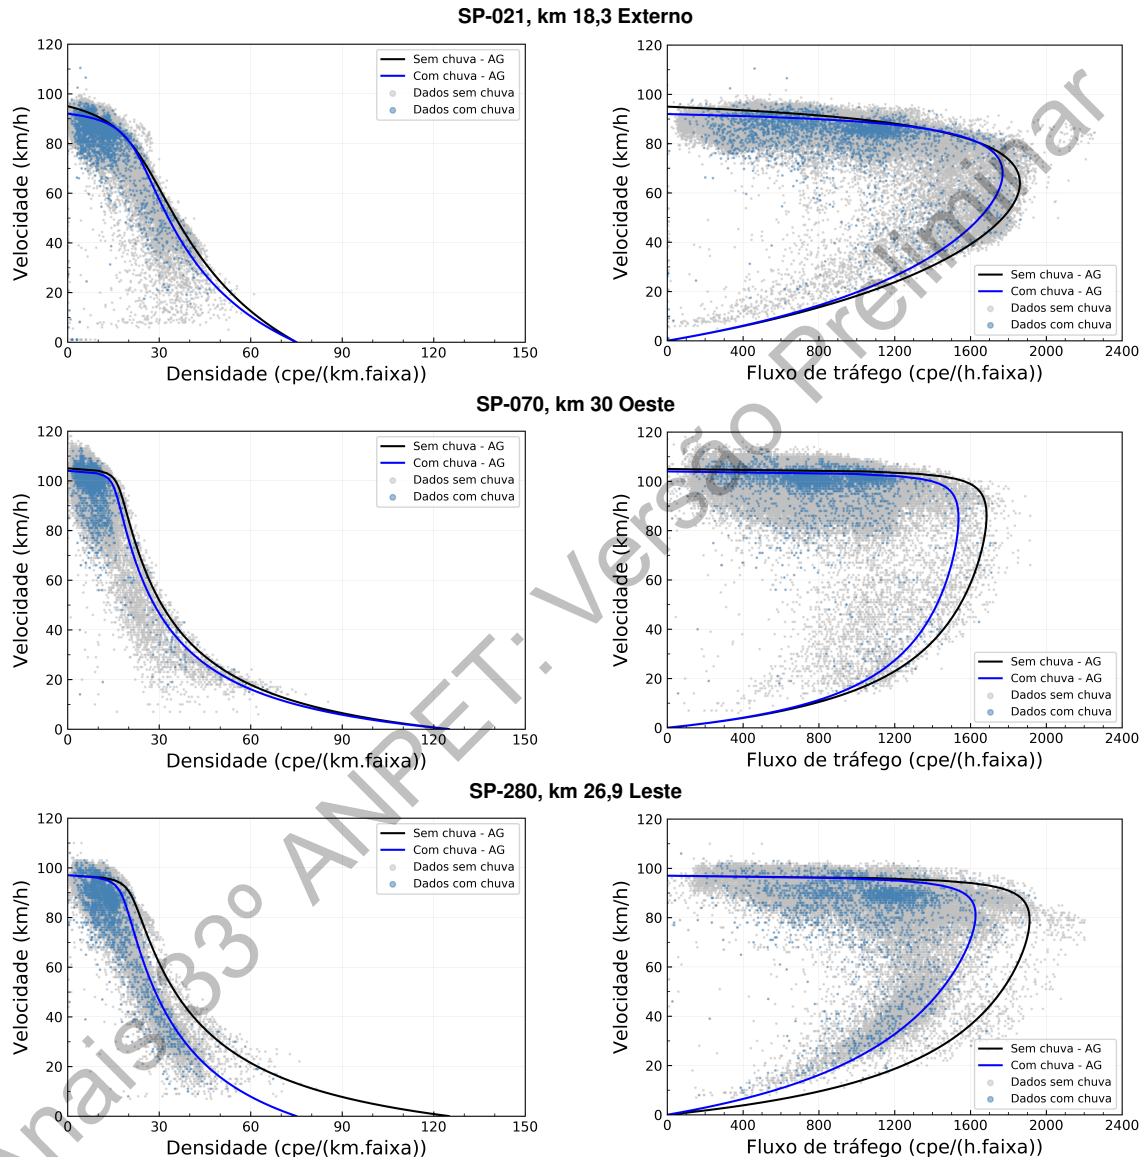 SP-021, km 18,3 Externo
120
100
80
60
40
20
0
Velocidade (km/h)
0 30 60 90 120 150
Densidade (cpe/(km.faixa))
Sem chuva - AG
Com chuva - AG
Dados sem chuva
Dados com chuva
120
100
80
60
40
20
0
Velocidade (km/h)
0 400 800 1200 1600 2000 2400
Fluxo de tráfego (cpe/(h.faixa))
Sem chuva - AG
Com chuva - AG
Dados sem chuva
Dados com chuva
SP-070, km 30 Oeste
120
100
80
60
40
20
0
Velocidade (km/h)
0 30 60 90 120 150
Densidade (cpe/(km.faixa))
Sem chuva - AG
Com chuva - AG
Dados sem chuva
Dados com chuva
120
100
80
60
40
20
0
Velocidade (km/h)
0 400 800 1200 1600 2000 2400
Fluxo de tráfego (cpe/(h.faixa))
Sem chuva - AG
Com chuva - AG
Dados sem chuva
Dados com chuva
SP-280, km 26,9 Leste
120
100
80
60
40
20
0
Velocidade (km/h)
0 30 60 90 120 150
Densidade (cpe/(km.faixa))
Sem chuva - AG
Com chuva - AG
Dados sem chuva
Dados com chuva
120
100
80
60
40
20
0
Velocidade (km/h)
0 400 800 1200 1600 2000 2400
Fluxo de tráfego (cpe/(h.faixa))
Sem chuva - AG
Com chuva - AG
Dados sem chuva
Dados com chuva
Anais 33º ANPET: Versão Preliminar